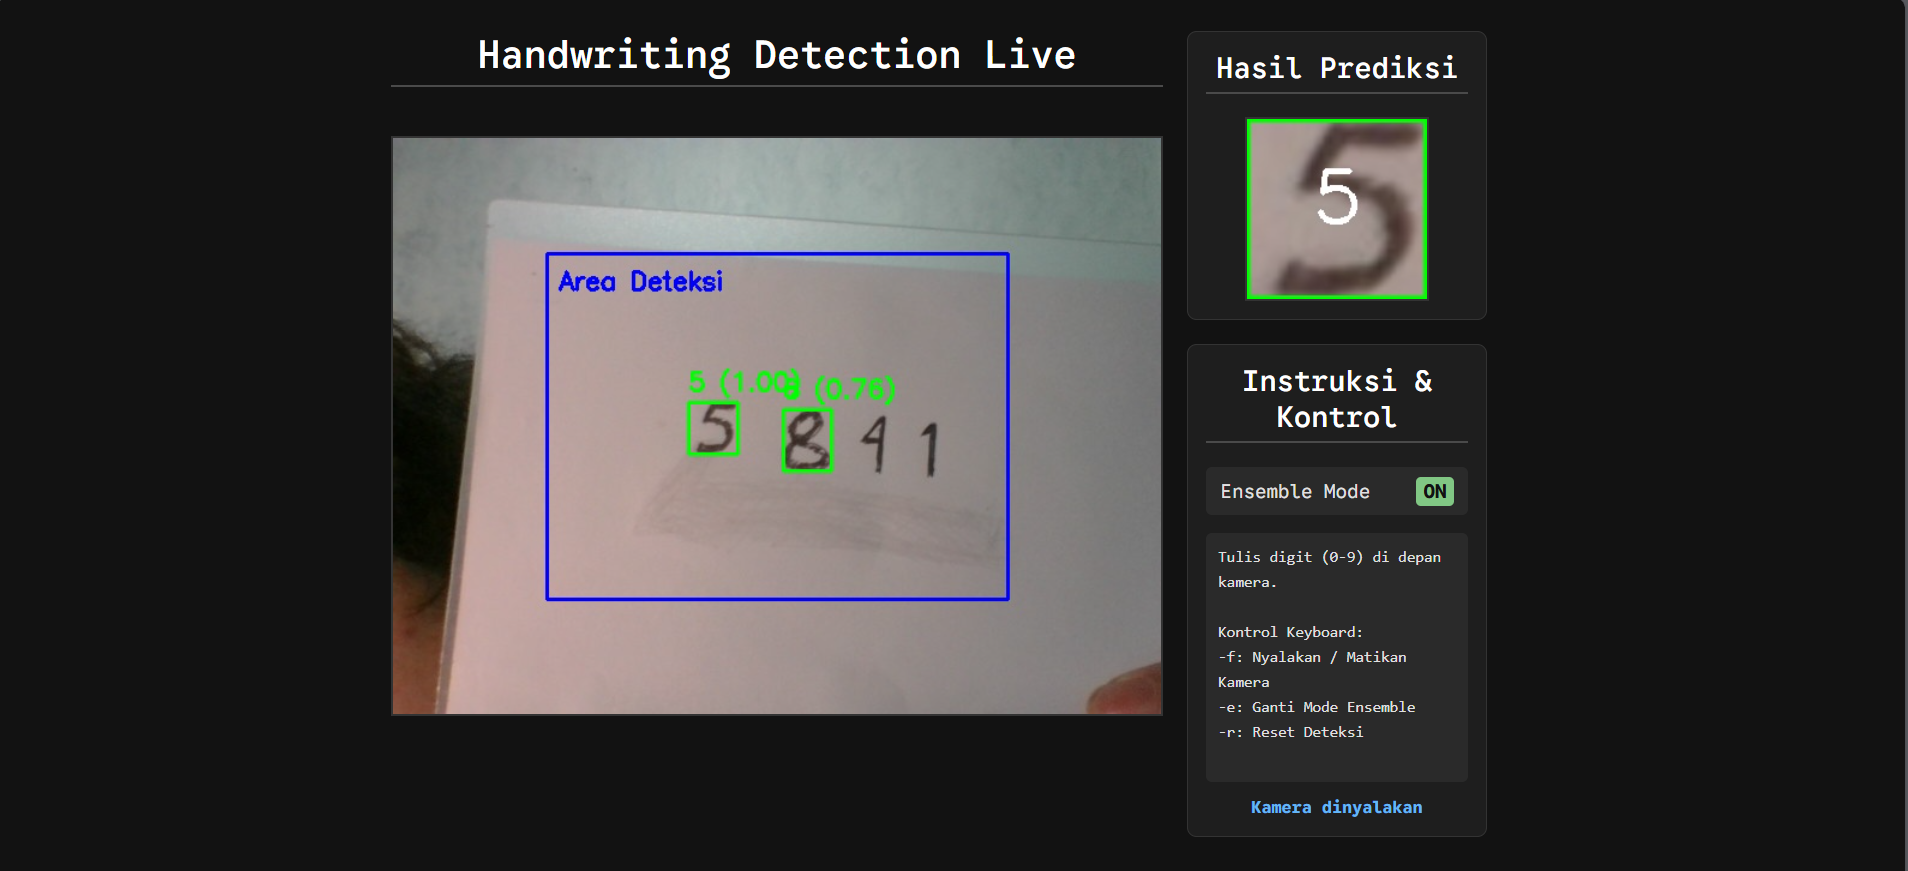 Handwriting Detection Live
Area Deteksi
5 (1.00)
8 (0.76)
5 8 4 1
Hasil Prediksi
5
5
Instruksi &
Kontrol
Ensemble Mode ON
Tulis digit (0-9) di depan
kamera.
Kontrol Keyboard:
-f: Nyalakan / Matikan
Kamera
-e: Ganti Mode Ensemble
-r: Reset Deteksi
Kamera dinyalakan